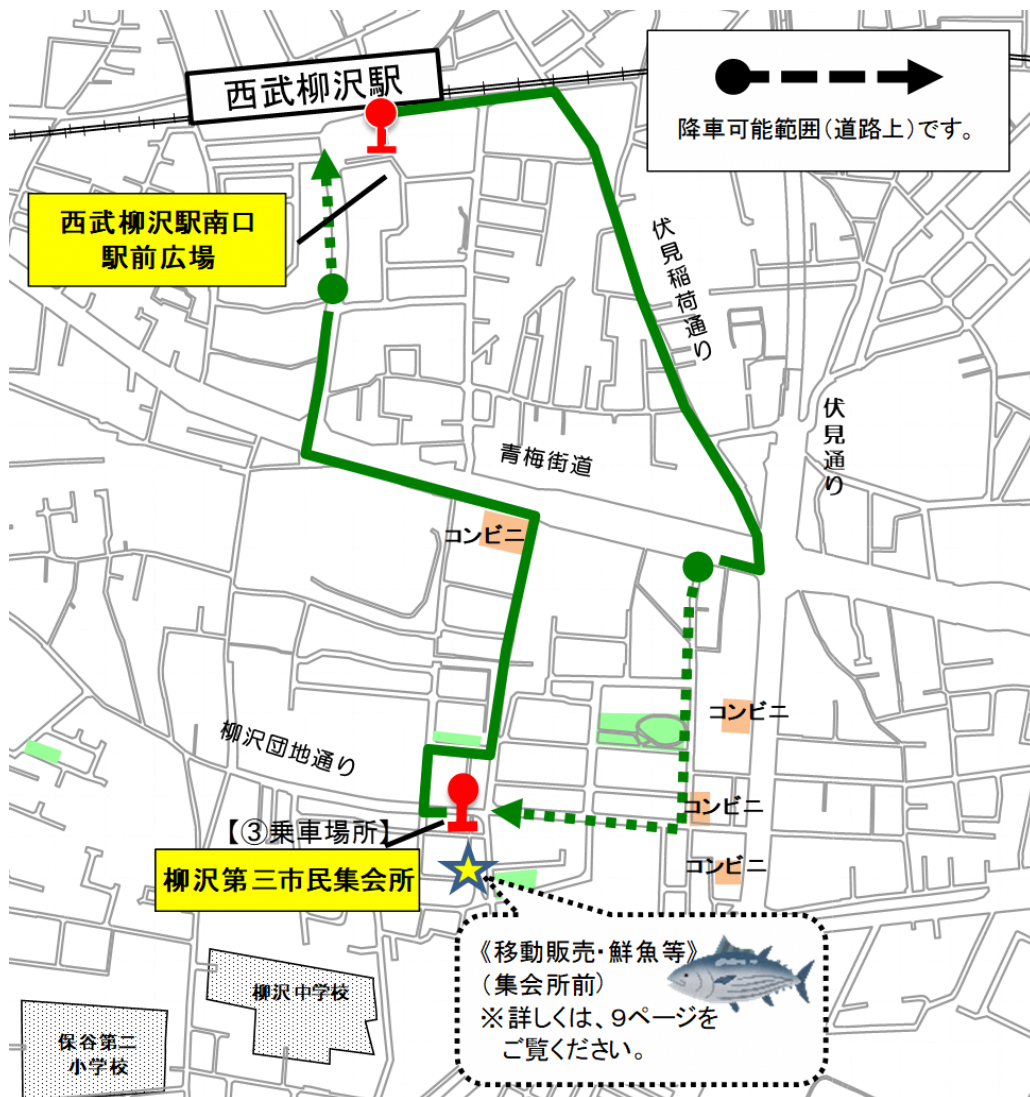 西武柳沢駅
降車可能範囲(道路上)です。
西武柳沢駅南口
駅前広場
伏見稲荷通り
伏見通り
青梅街道
コンビニ
コンビニ
柳沢団地通り
コンビニ
【③乗車場所】
柳沢第三市民集会所
コンビニ
《移動販売・鮮魚等》
(集会所前)
※詳しくは、9ページを
ご覧ください。
柳沢中学校
保谷第二
小学校